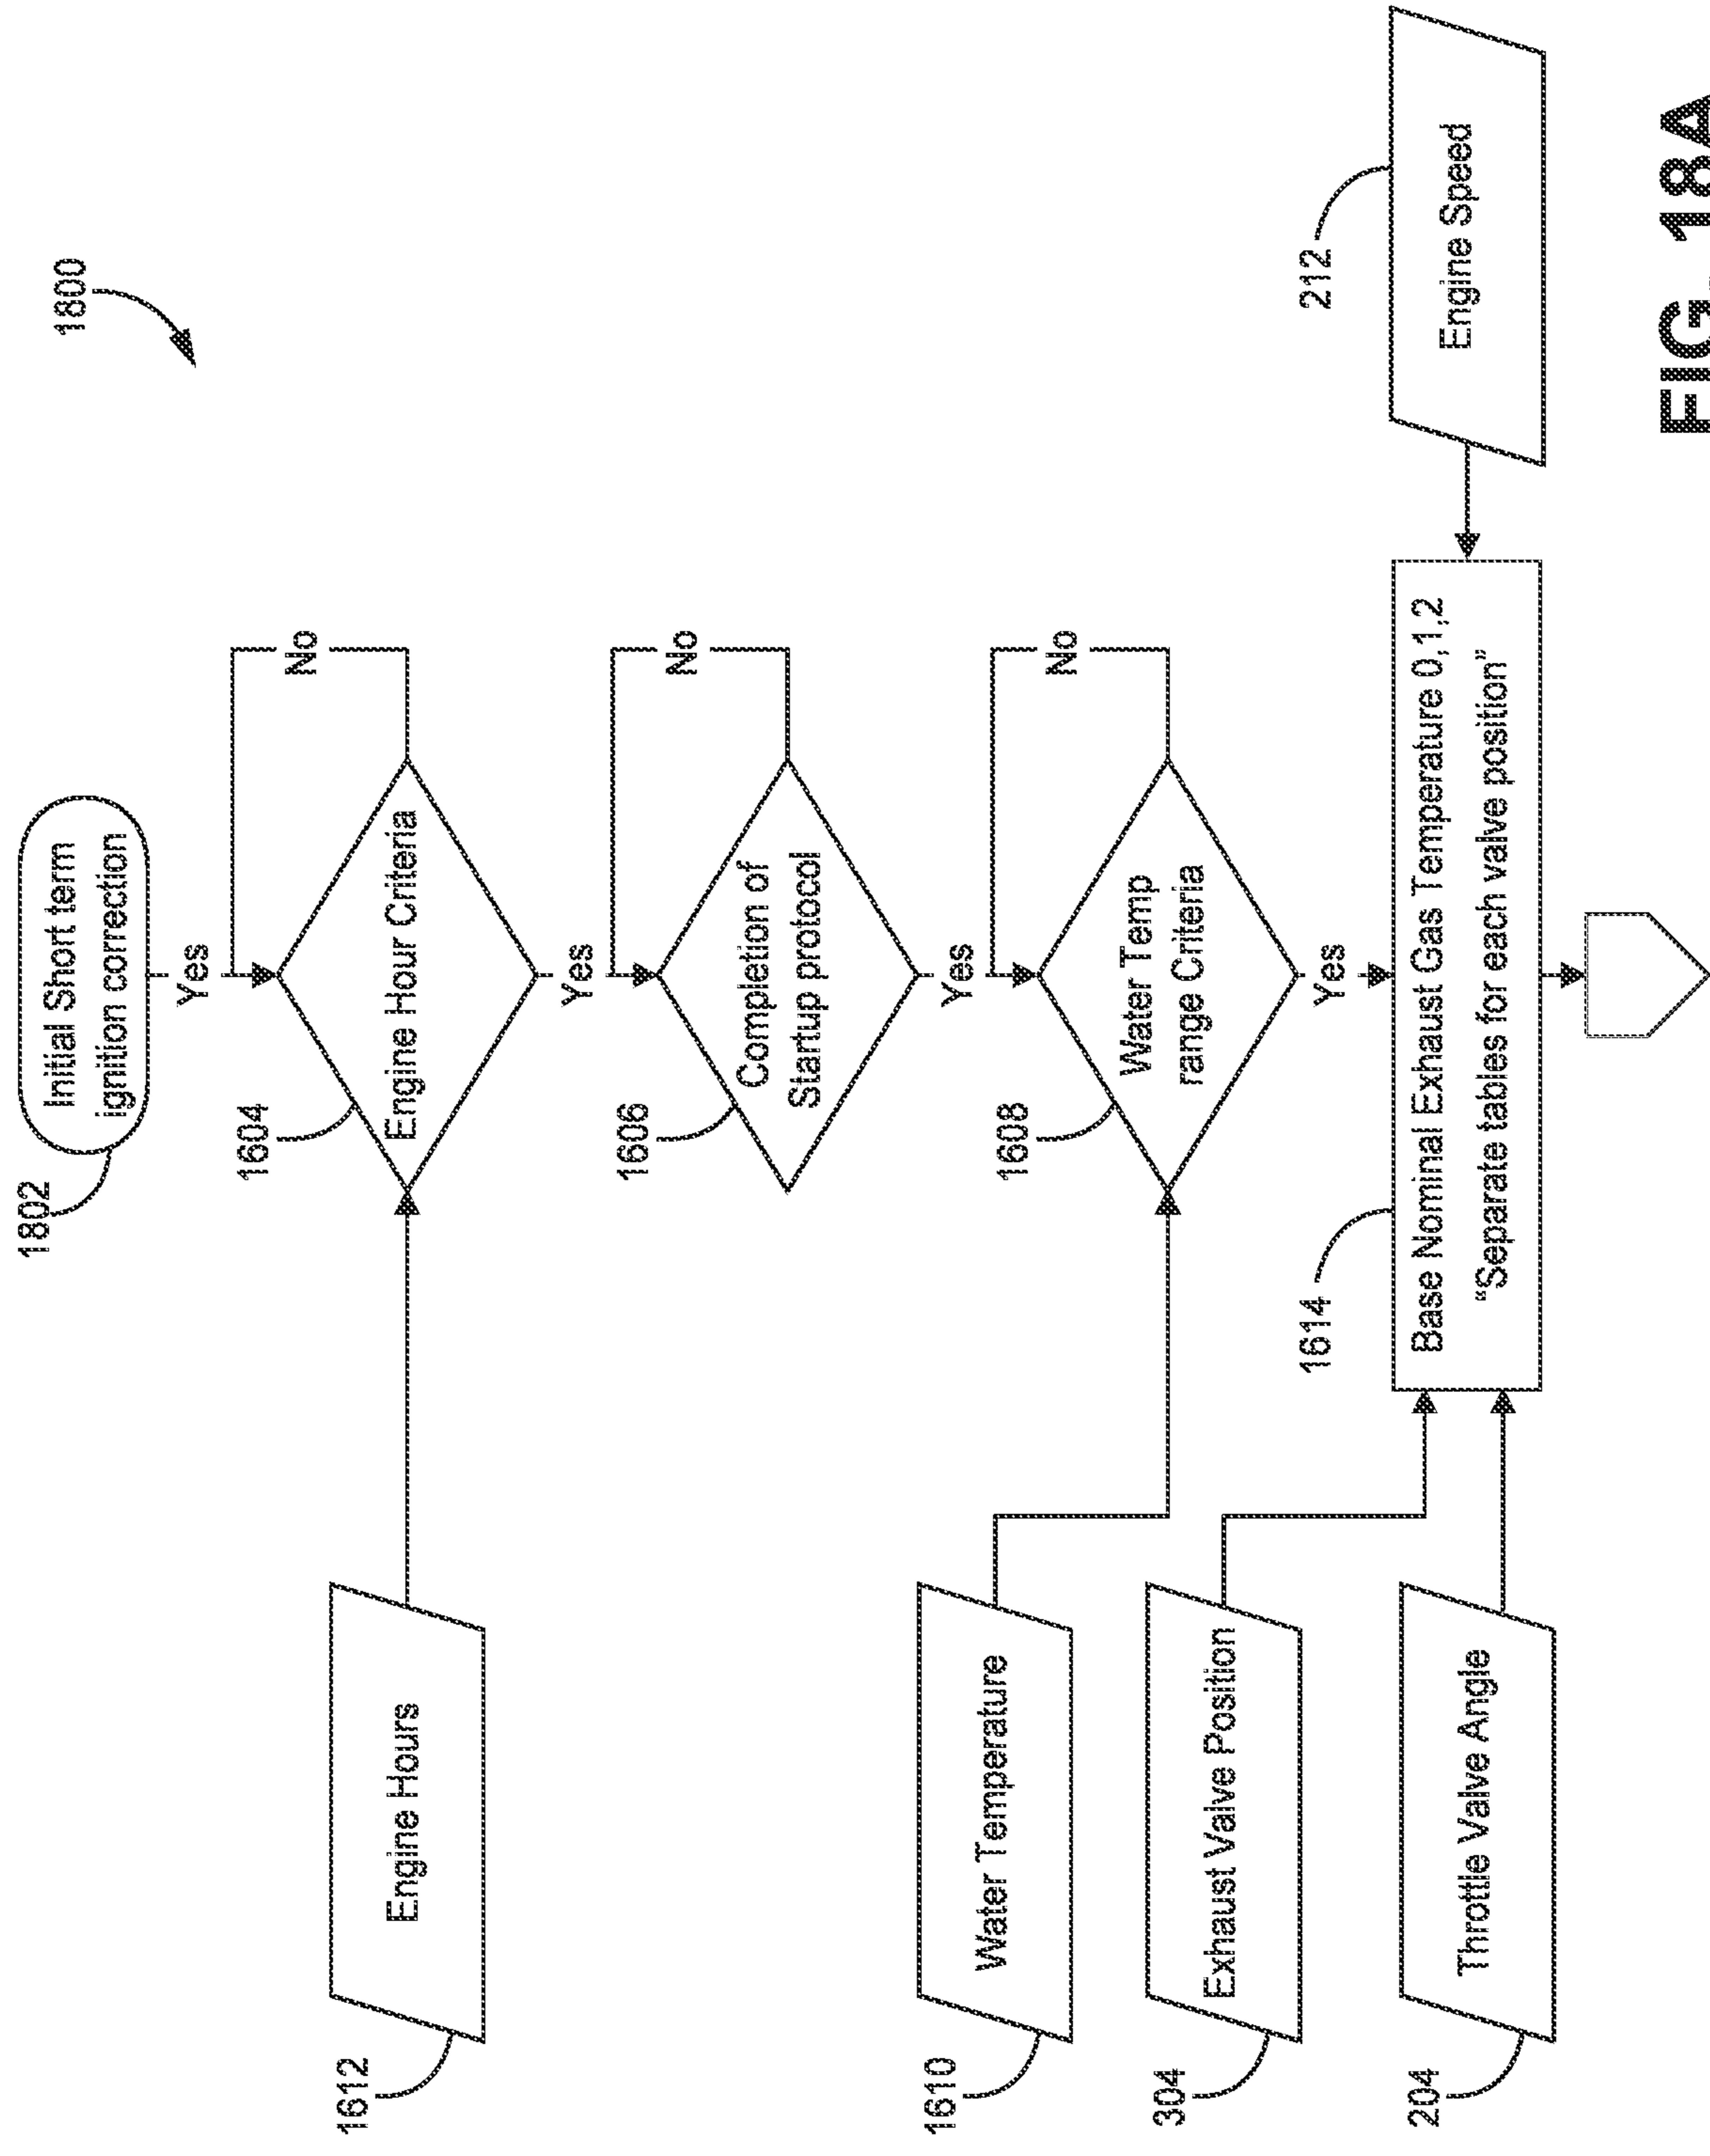 1800
1802
Initial Short term
ignition correction
Yes
1604
No
1612
Engine Hours
Engine Hour Criteria
Yes
1606
No
Completion of
Startup protocol
Yes
1608
No
1610
Water Temperature
Water Temp
range Criteria
Yes
304
Exhaust Valve Position
1614
212
204
Throttle Valve Angle
Base Nominal Exhaust Gas Temperature 0,1,2
“Separate tables for each valve position”
Engine Speed
FIG. 18A